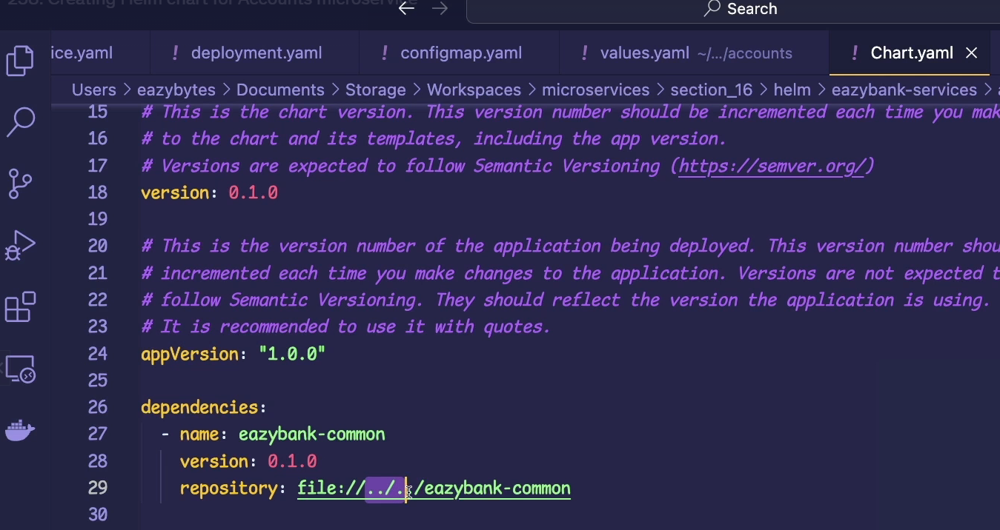 238. Creating Helm chart for Accounts microservice
Search
ice.yaml
! deployment.yaml
! configmap.yaml
! values.yaml ~/.../accounts
! Chart.yaml
Users > eazybytes > Documents > Storage > Workspaces > microservices > section_16 > helm > eazybank-services >
15 # This is the chart version. This version number should be incremented each time you mak
16 # to the chart and its templates, including the app version.
17 # Versions are expected to follow Semantic Versioning (https://semver.org/)
18 version: 0.1.0
19
20 # This is the version number of the application being deployed. This version number shou
21 # incremented each time you make changes to the application. Versions are not expected t
22 # follow Semantic Versioning. They should reflect the version the application is using.
23 # It is recommended to use it with quotes.
24 appVersion: "1.0.0"
25
26 dependencies:
27 - name: eazybank-common
28 version: 0.1.0
29 repository: file://../../eazybank-common
30